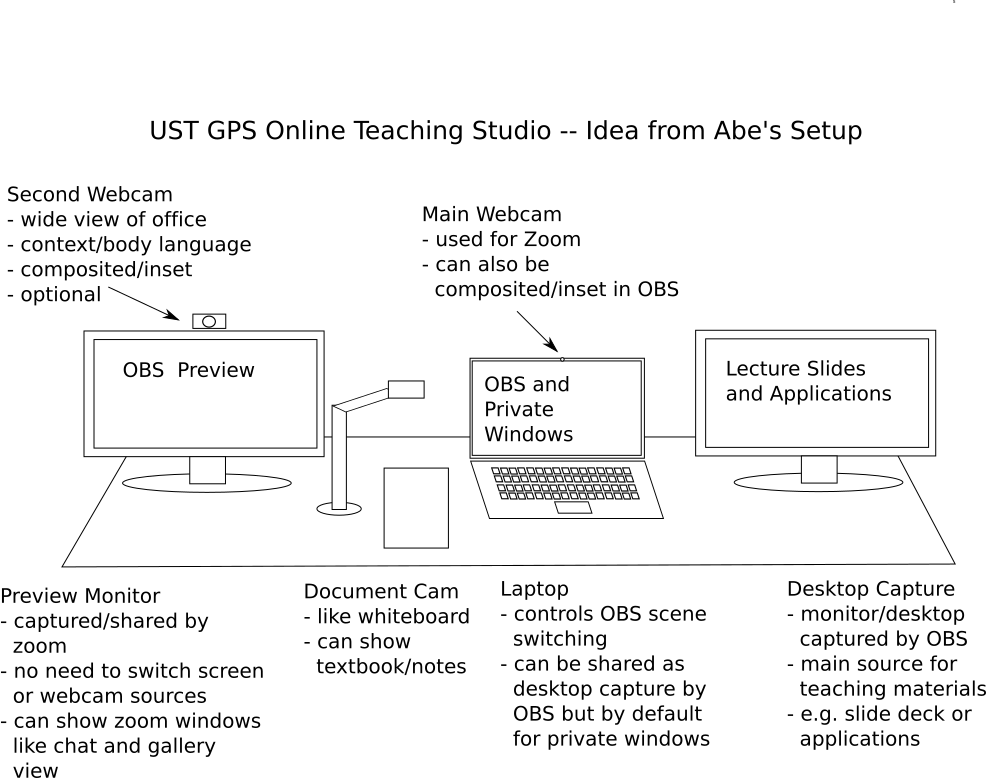 UST GPS Online Teaching Studio -- Idea from Abe's Setup
Second Webcam
- wide view of office
- context/body language
- composited/inset
- optional
Main Webcam
- used for Zoom
- can also be
composited/inset in OBS
OBS  Preview
OBS and
Private
Windows
Lecture Slides
and Applications
Preview Monitor
- captured/shared by
zoom
- no need to switch screen
or webcam sources
- can show zoom windows
like chat and gallery
view
Document Cam
- like whiteboard
- can show
textbook/notes
Laptop
- controls OBS scene
switching
- can be shared as
desktop capture by
OBS but by default
for private windows
Desktop Capture
- monitor/desktop
captured by OBS
- main source for
teaching materials
- e.g. slide deck or
applications